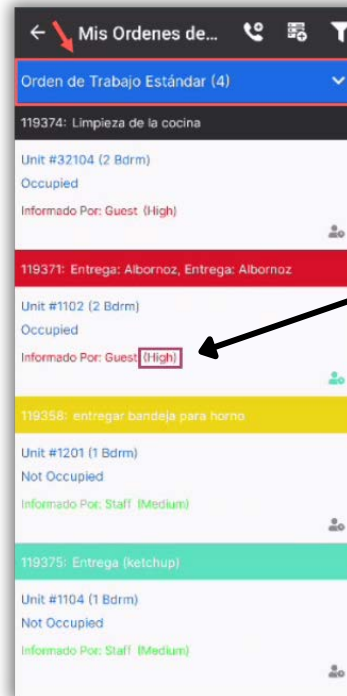 Mis Ordenes de...
Orden de Trabajo Estándar (4)
119374: Limpieza de la cocina
Unit #32104 (2 Bdrm)
Occupied
Informado Por: Guest (High)
119371: Entrega: Albornoz, Entrega: Albornoz
Unit #1102 (2 Bdrm)
Occupied
Informado Por: Guest (High)
119358: entregar bandeja para horno
Unit #1201 (1 Bdrm)
Not Occupied
Informado Por: Staff (Medium)
119375: Entrega (ketchup)
Unit #1104 (1 Bdrm)
Not Occupied
Informado Por: Staff (Medium)